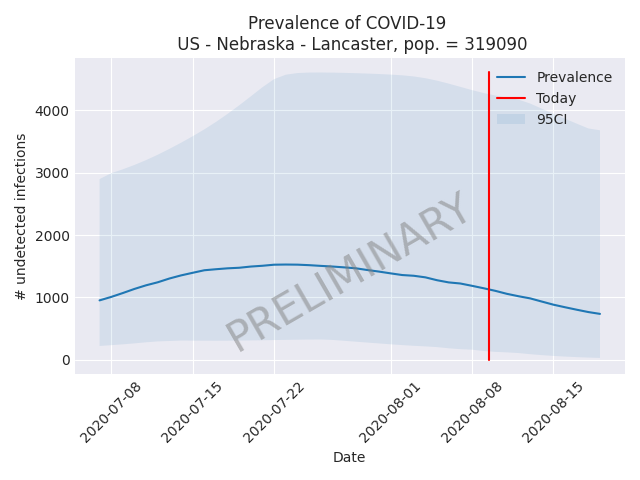 Prevalence of COVID-19
US - Nebraska - Lancaster, pop. = 319090
Prevalence
Today
95CI
# undetected infections
4000
3000
2000
1000
0
PRELIMINARY
2020-07-08
2020-07-15
2020-07-22
2020-08-01
2020-08-08
2020-08-15
Date